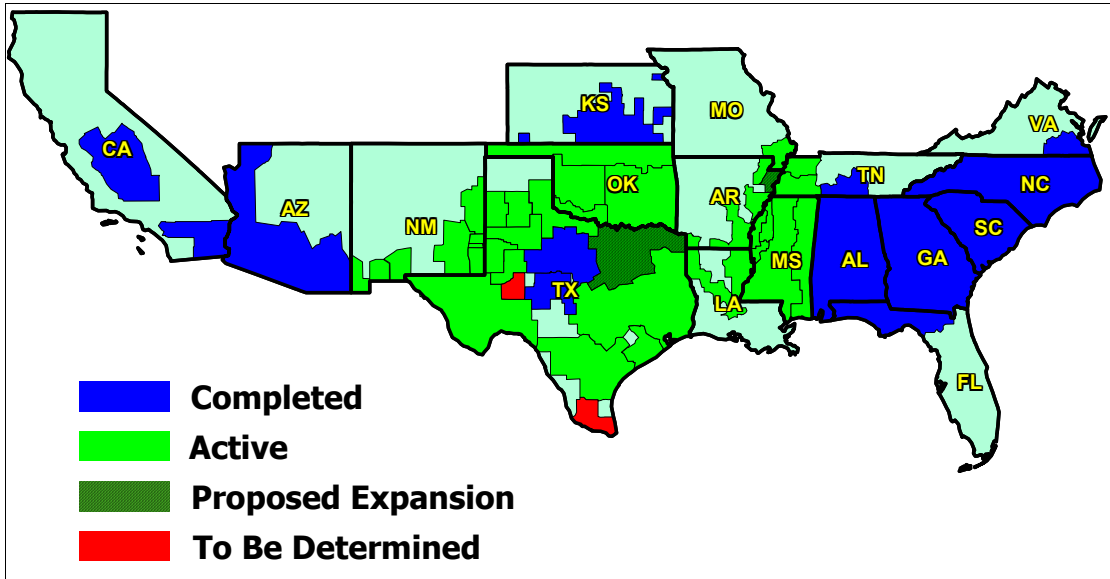 KS
MO
VA
CA
TN
OK
NC
AR
AZ
NM
SC
MS
AL
GA
TX
LA
FL
Completed
Active
Proposed Expansion
To Be Determined